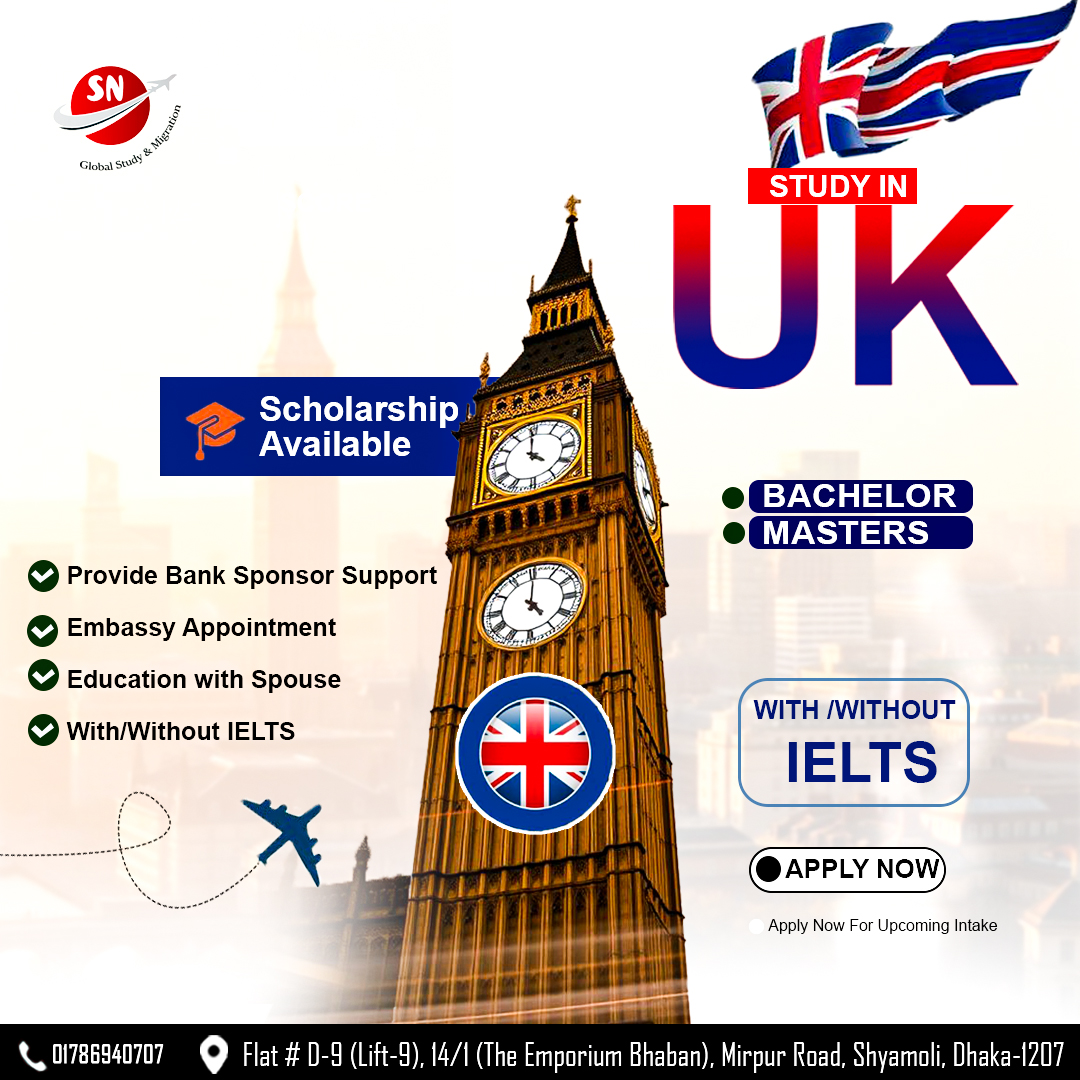 SN
Global Study & Migration
STUDY IN
UK
Scholarship
Available
BACHELOR
MASTERS
Provide Bank Sponsor Support
Embassy Appointment
Education with Spouse
With/Without IELTS
WITH /WITHOUT
IELTS
APPLY NOW
Apply Now For Upcoming Intake
01786940707
Flat # D-9 (Lift-9), 14/1 (The Emporium Bhaban), Mirpur Road, Shyamoli, Dhaka-1207